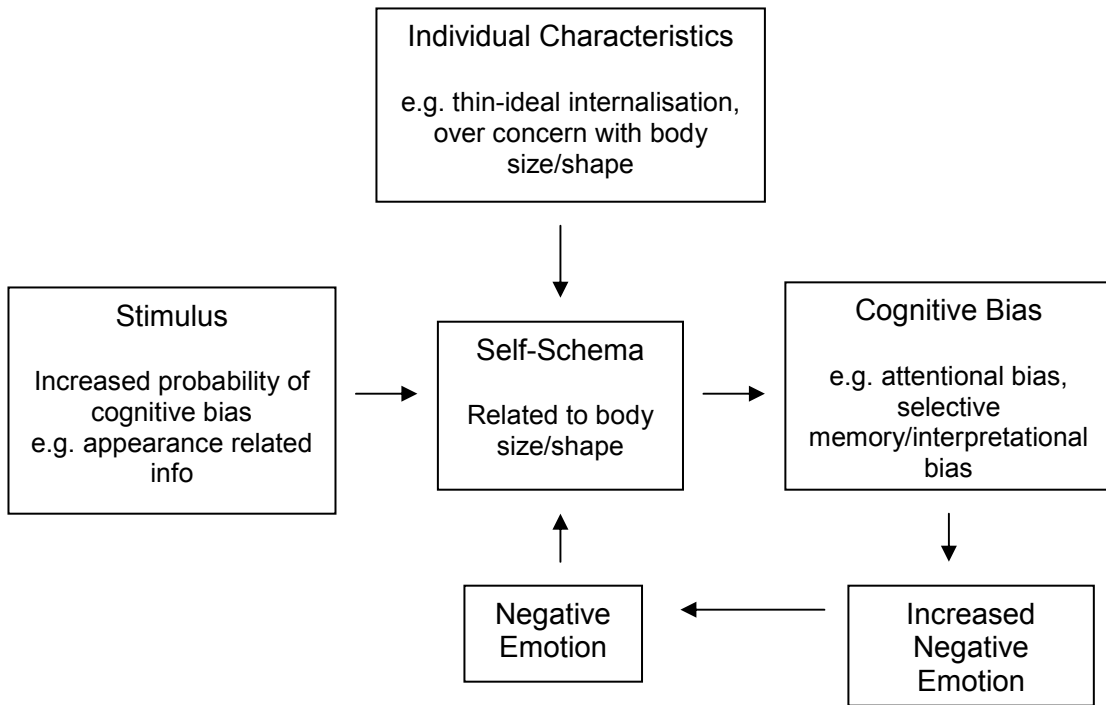 Individual Characteristics
e.g. thin-ideal internalisation,
over concern with body
size/shape
Stimulus
Increased probability of
cognitive bias
e.g. appearance related
info
Self-Schema
Related to body
size/shape
Cognitive Bias
e.g. attentional bias,
selective
memory/interpretational
bias
Negative
Emotion
Increased
Negative
Emotion